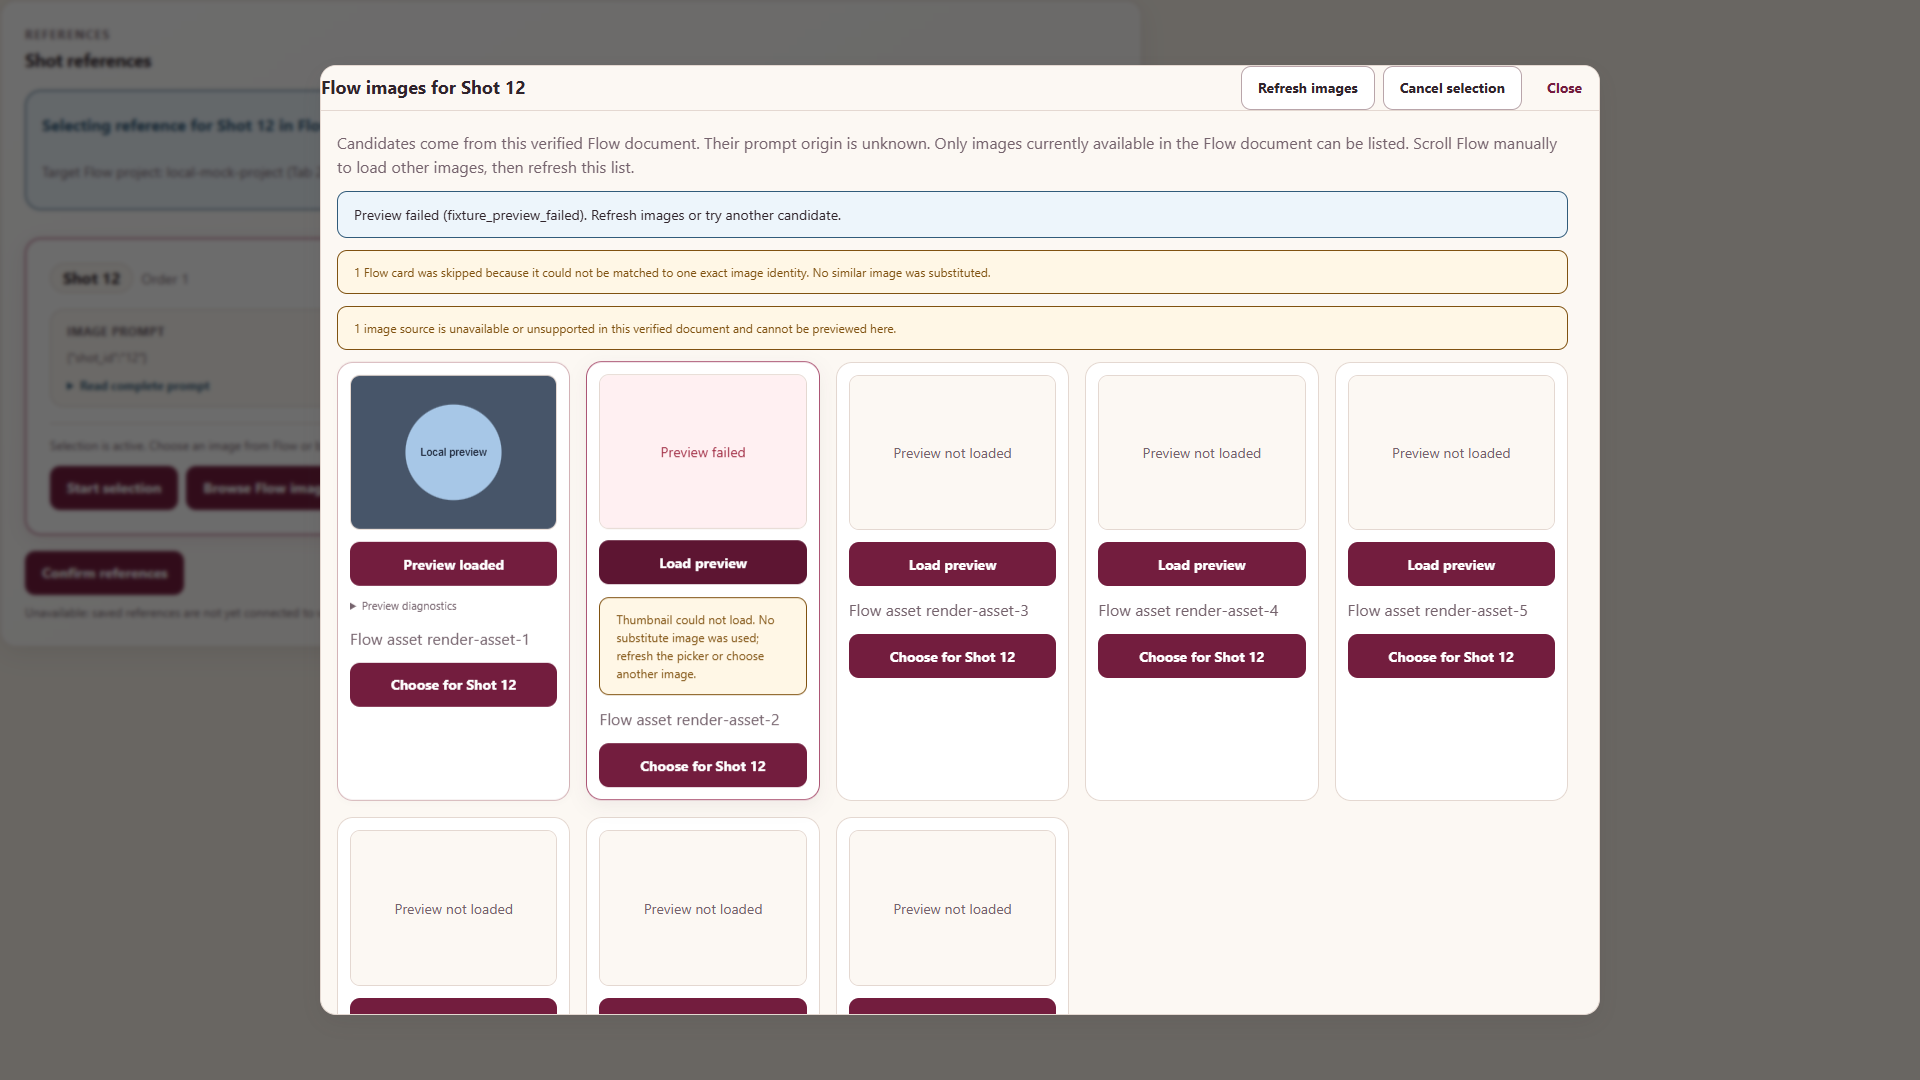 REFERENCES
Shot references
Selecting reference for Shot 12 in Flo
Target Flow project: local-mock-project (Tab 2
Shot 12 Order 1
IMAGE PROMPT
{"shot_id":"12"}
▶ Read complete prompt
Selection is active. Choose an image from Flow or
Start selection Browse Flow imag
Confirm references
Unavailable saved references are not yet connected to
Flow images for Shot 12
Refresh images Cancel selection Close
Candidates come from this verified Flow document. Their prompt origin is unknown. Only images currently available in the Flow document can be listed. Scroll Flow manually
to load other images, then refresh this list.
Preview failed (fixture_preview_failed). Refresh images or try another candidate.
1 Flow card was skipped because it could not be matched to one exact image identity. No similar image was substituted.
1 image source is unavailable or unsupported in this verified document and cannot be previewed here.
Local preview
Preview loaded
▶ Preview diagnostics
Flow asset render-asset-1
Choose for Shot 12
Preview failed
Load preview
Thumbnail could not load. No
substitute image was used;
refresh the picker or choose
another image.
Flow asset render-asset-2
Choose for Shot 12
Preview not loaded
Load preview
Flow asset render-asset-3
Choose for Shot 12
Preview not loaded
Load preview
Flow asset render-asset-4
Choose for Shot 12
Preview not loaded
Load preview
Flow asset render-asset-5
Choose for Shot 12
Preview not loaded
Preview not loaded
Preview not loaded